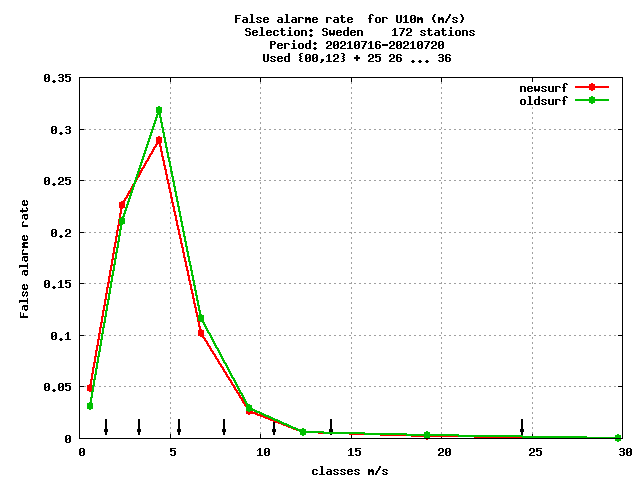 False alarme rate  for U10m (m/s)
Selection: Sweden    172 stations
Period: 20210716-20210720
Used {00,12} + 25 26 ... 36
newsurf
oldsurf
0.35
0.3
0.25
0.2
0.15
0.1
0.05
0
False alarme rate
0 5 10 15 20 25 30
classes m/s